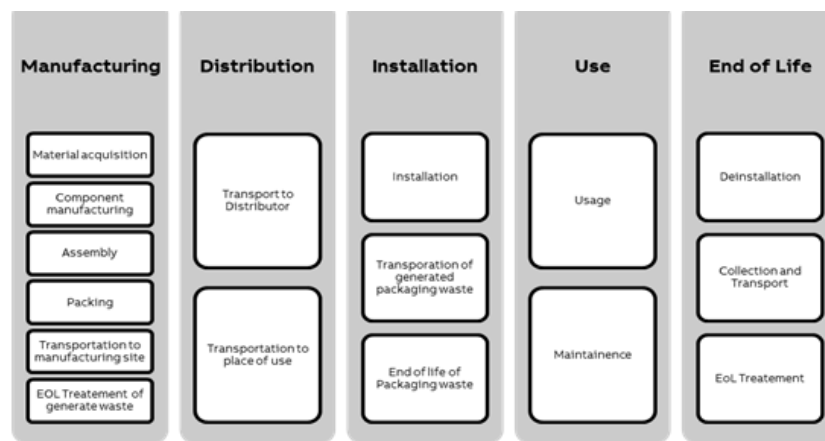 Manufacturing
Material acquisition
Component
manufacturing
Assembly
Packing
Transportation to
manufacturing site
EOL Treatement of
generate waste
Distribution
Transport to
Distributor
Transportation to
place of use
Installation
Installation
Transporation of
generated
packaging waste
End of life of
Packaging waste
Use
Usage
Maintainence
End of Life
Deinstallation
Collection and
Transport
EoL Treatement